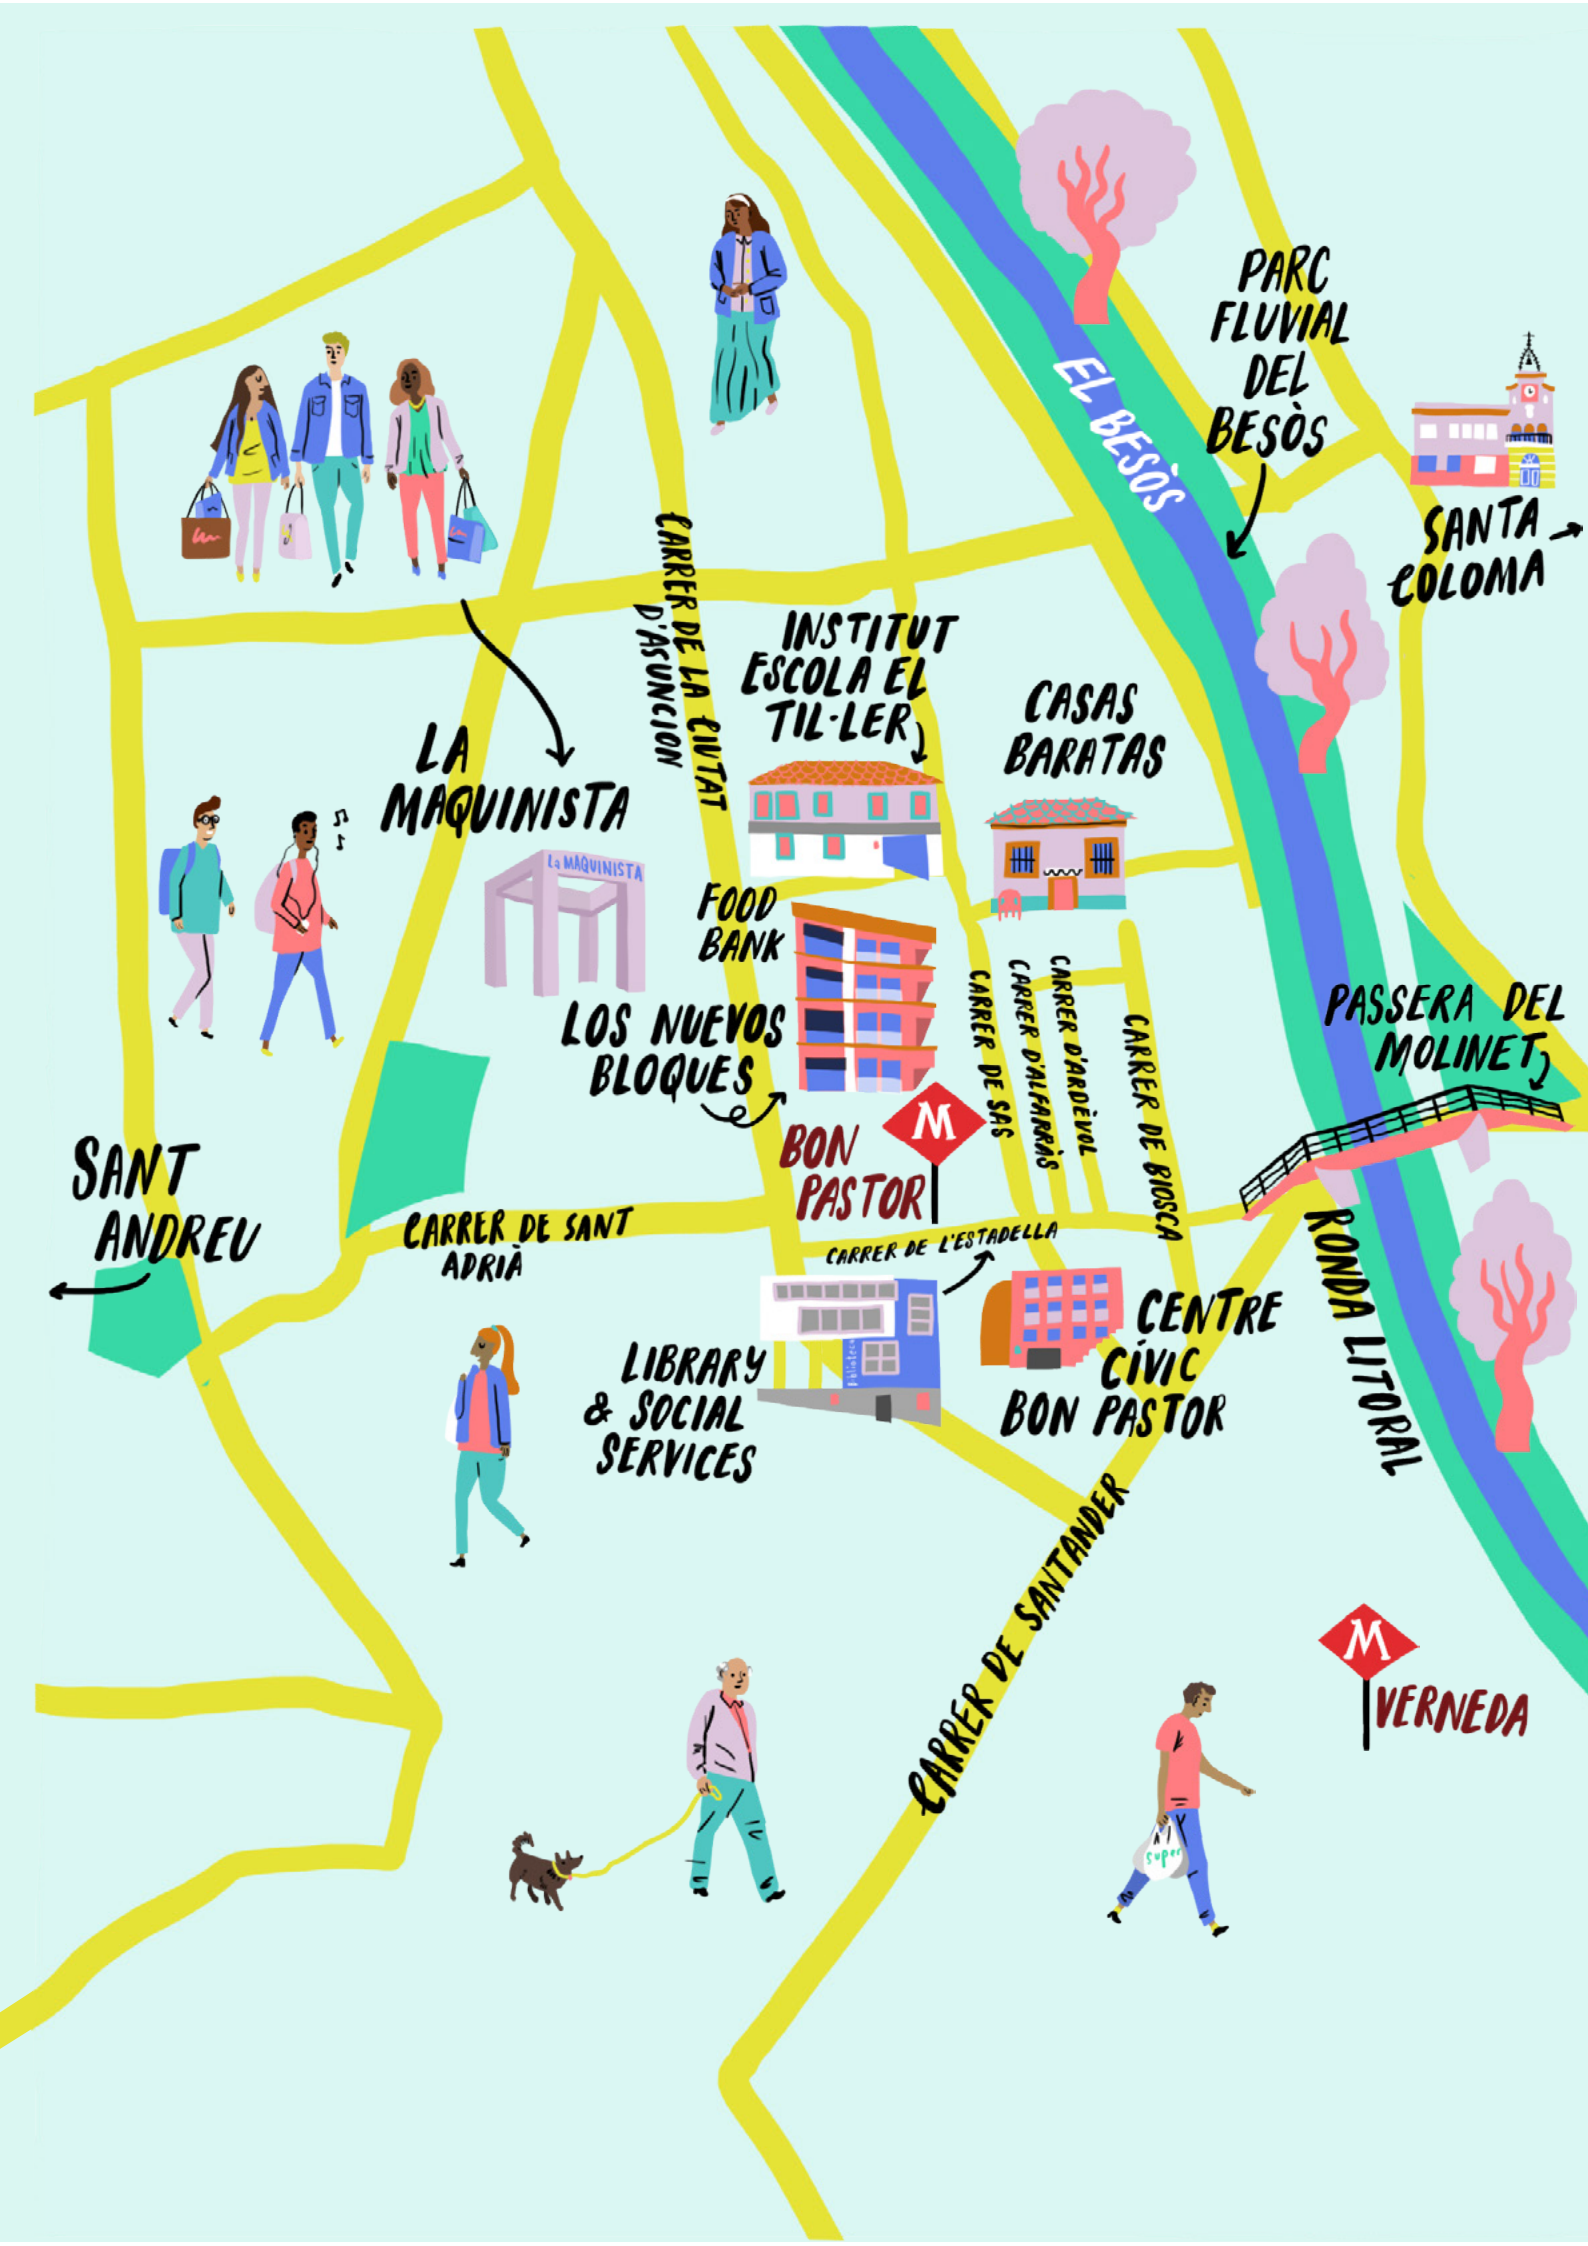 PARC
FLUVIAL
DEL
BESÒS
EL BESÒS
SANTA
COLOMA
CARRER DE LA CIUTAT
D'ASUNCION
INSTITUT
ESCOLA EL
TIL·LER
CASAS
BARATAS
LA
MAQUINISTA
La MAQUINISTA
FOOD
BANK
LOS NUEVOS
BLOQUES
CARRER DE SAS
CARRER D'ALFARRÀS
CARRER D'ARDÈVOL
CARRER DE BIOSCA
PASSERA DEL
MOLINET
M
BON
PASTOR
SANT
ANDREU
CARRER DE SANT
ADRIÀ
CARRER DE L'ESTADELLA
RONDA LITORAL
LIBRARY
& SOCIAL
SERVICES
Biblioteca
CENTRE
CÍVIC
BON PASTOR
CARRER DE SANTANDER
M
VERNEDA
super